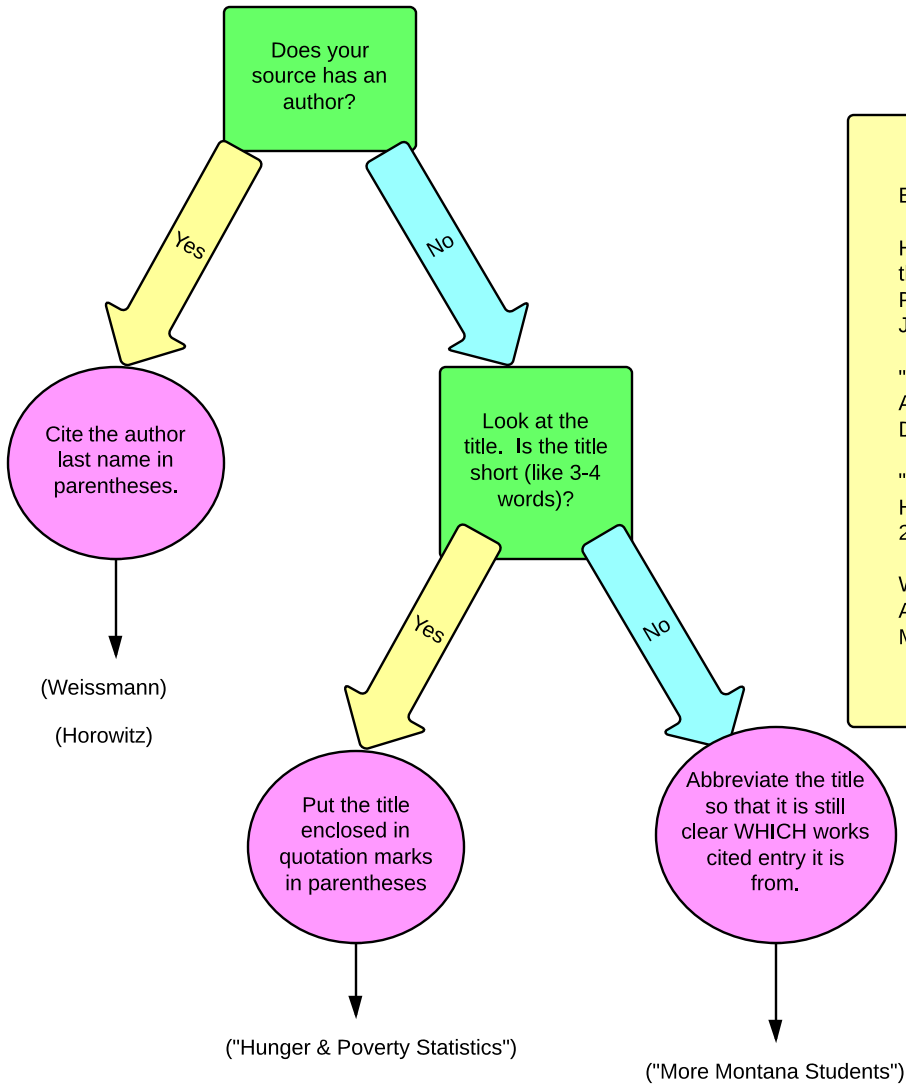 Does your
source has an
author?
Yes
No
Cite the author
last name in
parentheses.
(Weissmann)
(Horowitz)
Look at the
title.  Is the title
short (like 3-4
words)?
Yes
No
Put the title
enclosed in
quotation marks
in parentheses
("Hunger & Poverty Statistics")
Abbreviate the title
so that it is still
clear WHICH works
cited entry it is
from.
("More Montana Students")